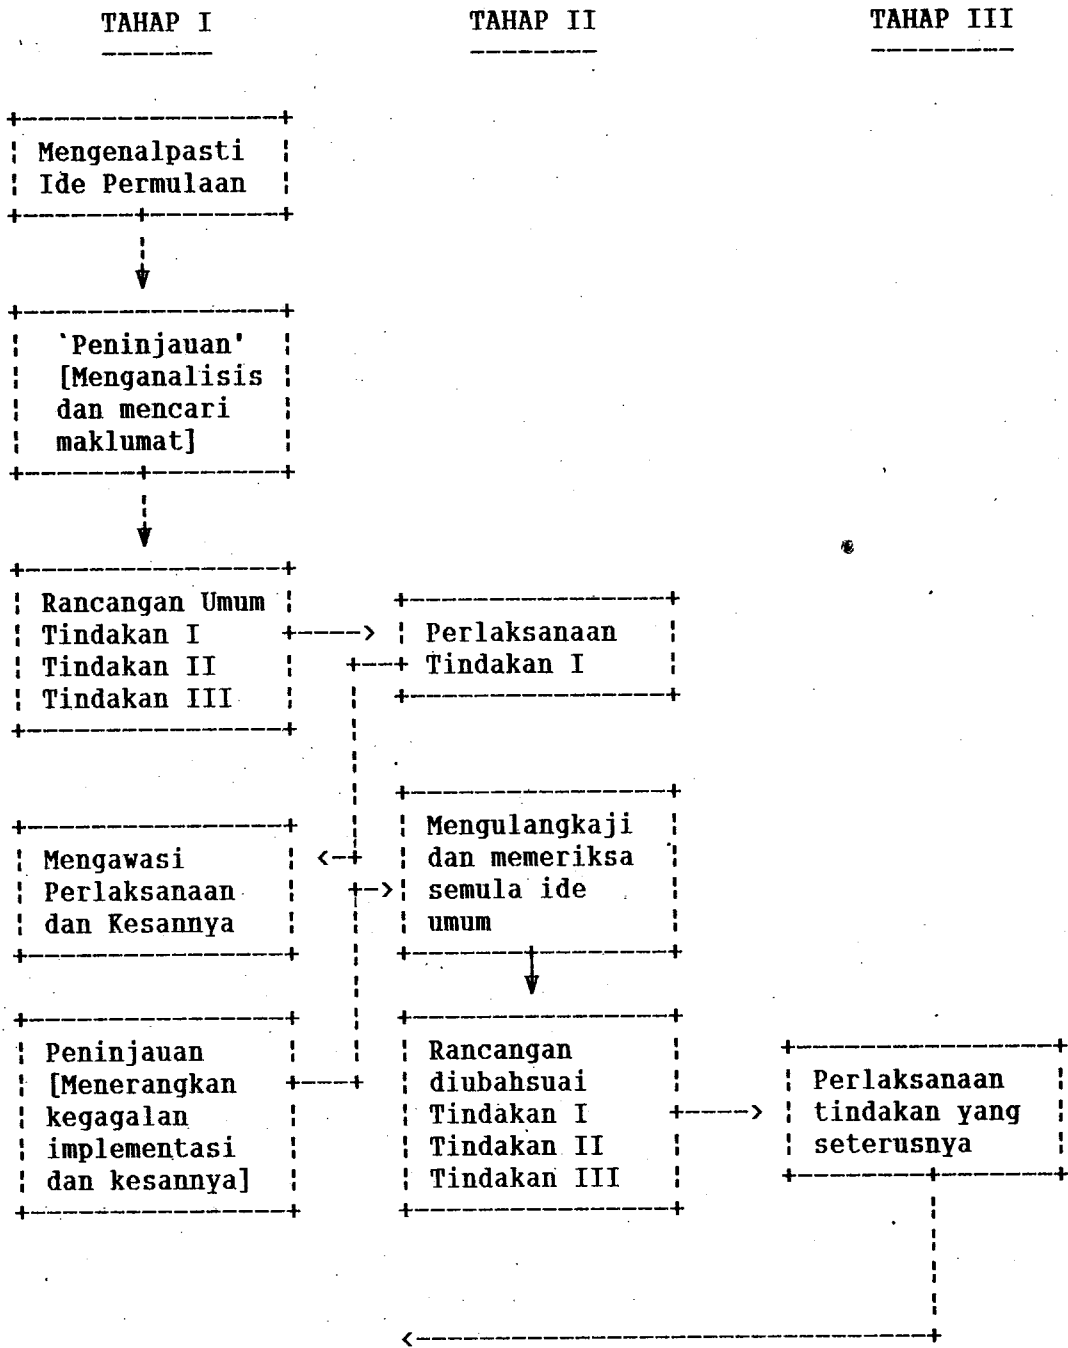 TAHAP I
TAHAP II
TAHAP III
Mengenalpasti
Ide Permulaan
`Peninjauan'
[Menganalisis
dan mencari
maklumat]
Rancangan Umum
Tindakan I
Tindakan II
Tindakan III
Perlaksanaan
Tindakan I
Mengawasi
Perlaksanaan
dan Kesannya
Mengulangkaji
dan memeriksa
semula ide
umum
Peninjauan
[Menerangkan
kegagalan
implementasi
dan kesannya]
Rancangan
diubahsuai
Tindakan I
Tindakan II
Tindakan III
Perlaksanaan
tindakan yang
seterusnya